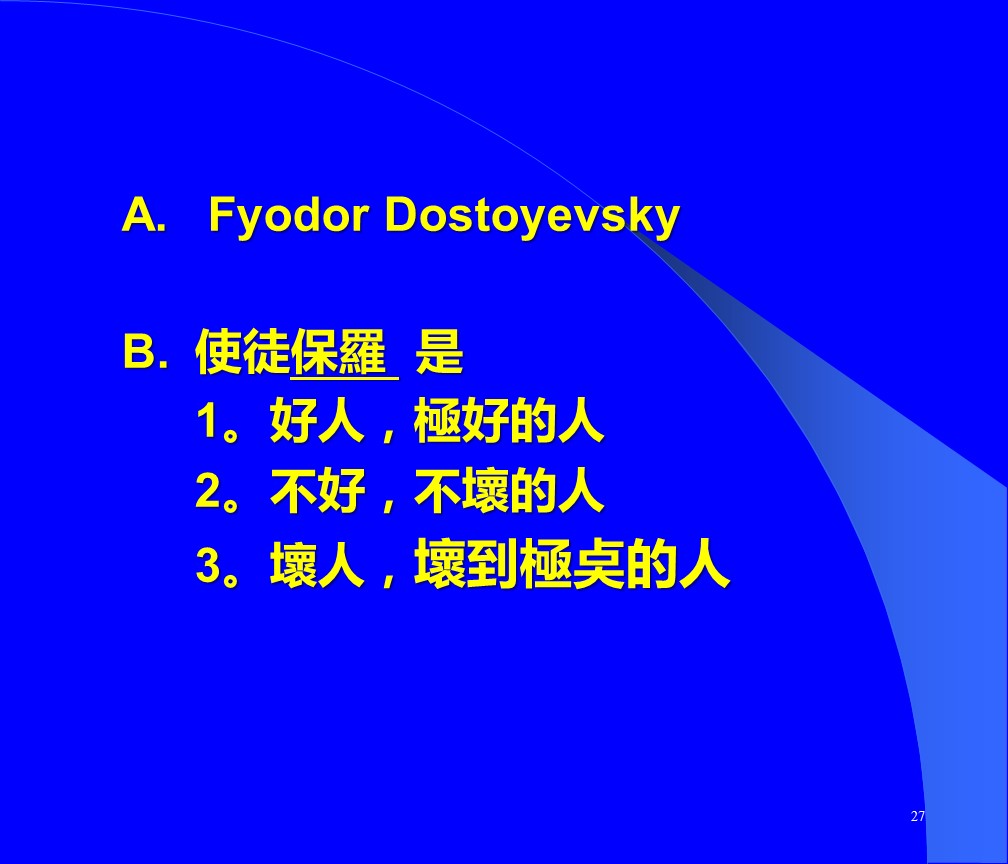 A. Fyodor Dostoyevsky
B. 使徒保羅 是
1。好人，極好的人
2。不好，不壞的人
3。壞人，壞到極奌的人
27